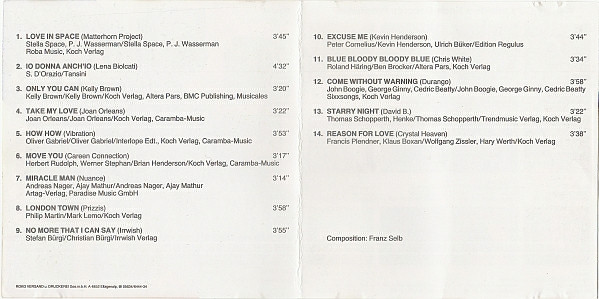 1. LOVE IN SPACE (Matterhorn Project) 3'45"
Stella Space, P. J. Wasserman/Stella Space, P. J. Wasserman
Roba Music, Koch Verlag
2. IO DONNA ANCH'IO (Lena Biolcati) 4'32"
S. D'Orazio/Tansini
3. ONLY YOU CAN (Kelly Brown) 3'20"
Kelly Brown/Kelly Brown/Koch Verlag, Altera Pars, BMC Publishing, Musicales
4. TAKE MY LOVE (Joan Orleans) 3'22"
Joan Orleans/Joan Orleans/Koch Verlag, Caramba-Music
5. HOW HOW (Vibration) 3'53"
Oliver Gabriel/Oliver Gabriel/Interlope Edt., Koch Verlag, Caramba-Music
6. MOVE YOU (Careen Connection) 3'17"
Herbert Rudolph, Werner Stephan/Brian Henderson/Koch Verlag, Caramba-Music
7. MIRACLE MAN (Nuance) 3'14"
Andreas Nager, Ajay Mathur/Andreas Nager, Ajay Mathur
Artag-Verlag, Paradise Music GmbH
8. LONDON TOWN (Prizzis) 3'58"
Philip Martin/Mark Lemo/Koch Verlag
9. NO MORE THAT I CAN SAY (Irrwish) 3'55"
Stefan Bürgi/Christian Bürgi/Irrwish Verlag
10. EXCUSE ME (Kevin Henderson) 3'44"
Peter Cornelius/Kevin Henderson, Ulrich Büker/Edition Regulus
11. BLUE BLOODY BLOODY BLUE (Chris White) 3'34"
Roland Häring/Ben Brocker/Altera Pars, Koch Verlag
12. COME WITHOUT WARNING (Durango) 3'58"
John Boogie, George Ginny, Cedric Beatty/John Boogie, George Ginny, Cedric Beatty
Sixxsongs, Koch Verlag
13. STARRY NIGHT (David B.) 3'22"
Thomas Schopperth, Henke/Thomas Schopperth/Trendmusic Verlag, Koch Verlag
14. REASON FOR LOVE (Crystal Heaven) 3'38"
Francis Plendner, Klaus Boxan/Wolfgang Zissler, Hary Werth/Koch Verlag
Composition: Franz Selb
VERSAND u. DRUCKEREI Ges.m.b.H.